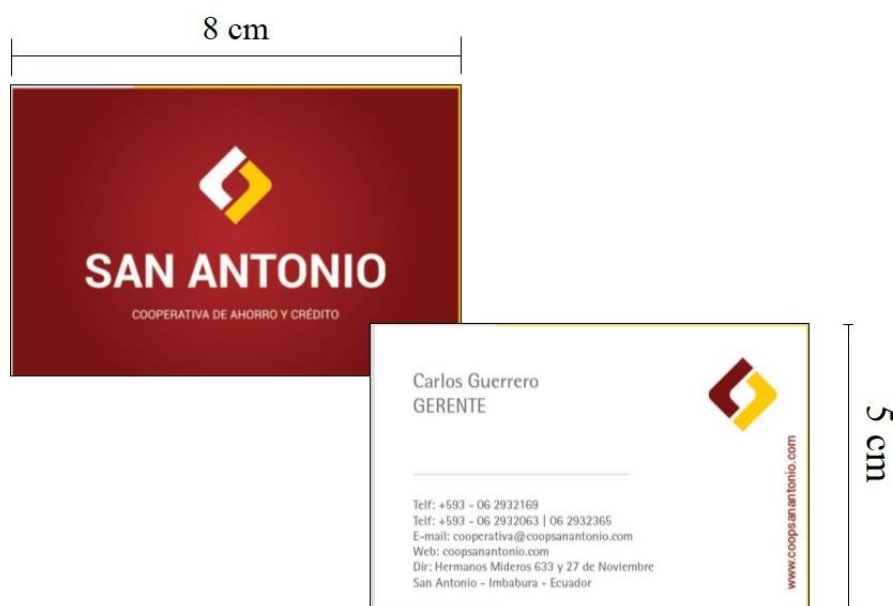 8 cm
SAN ANTONIO
COOPERATIVA DE AHORRO Y CRÉDITO
Carlos Guerrero
GERENTE
Telf: +593 - 06 2932169
Telf: +593 - 06 2932063 | 06 2932365
E-mail: cooperativa@coopsanantonio.com
Web: coopsanantonio.com
Dir: Hermanos Mideros 633 y 27 de Noviembre
San Antonio - Imbabura - Ecuador
www.coopsanantonio.com
5 cm